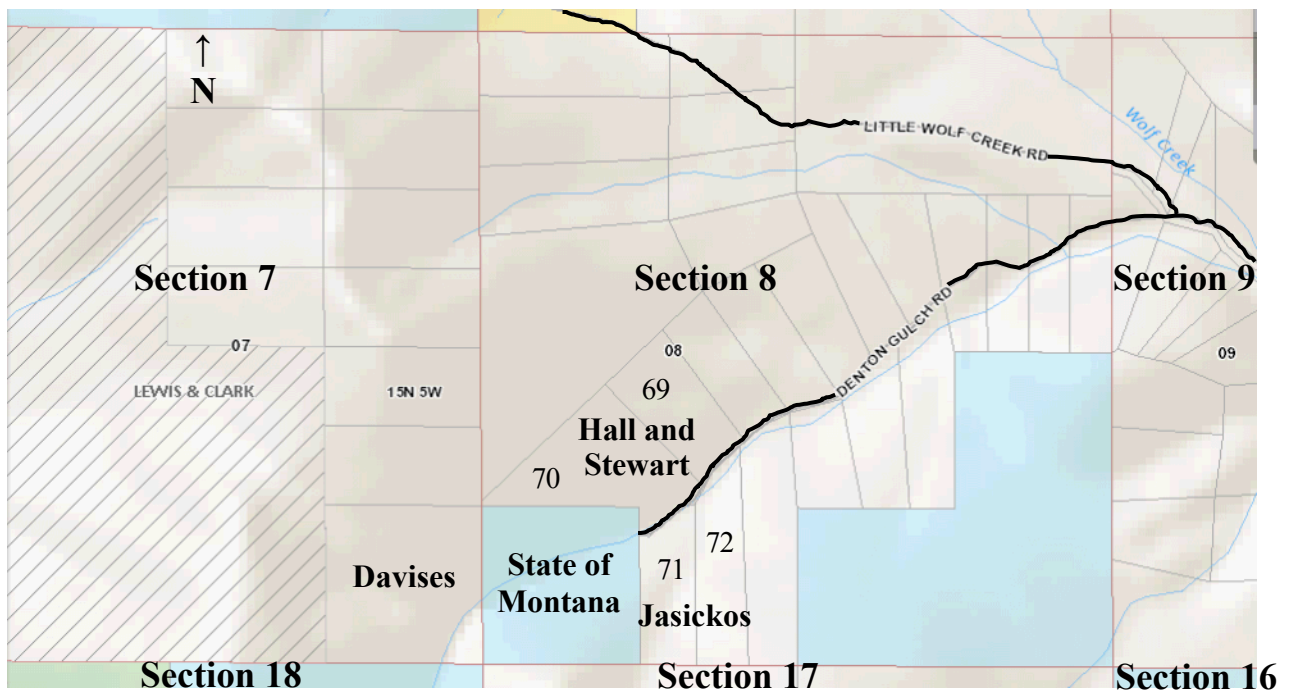 ↑
N
LITTLE WOLF CREEK RD
Wolf Creek
Section 7
Section 8
Section 9
DENTON GULCH RD
07
08
09
LEWIS & CLARK
15N 5W
69
Hall and
Stewart
70
72
71
Davises
State of
Montana
Jasickos
Section 18
Section 17
Section 16